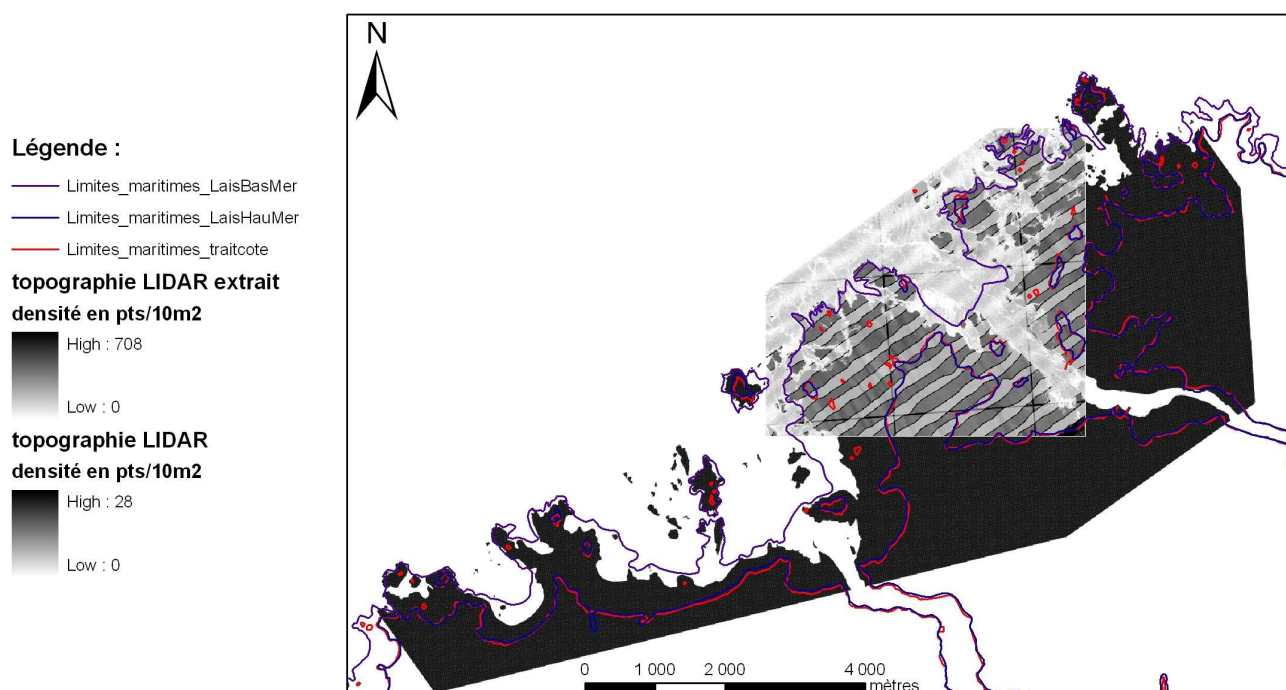 Légende :
Limites_maritimes_LaisBasMer
Limites_maritimes_LaisHauMer
Limites_maritimes_traitcote
topographie LIDAR extrait
densité en pts/10m2
High : 708
Low : 0
topographie LIDAR
densité en pts/10m2
High : 28
Low : 0
N
0 1 000 2 000 4 000
mètres